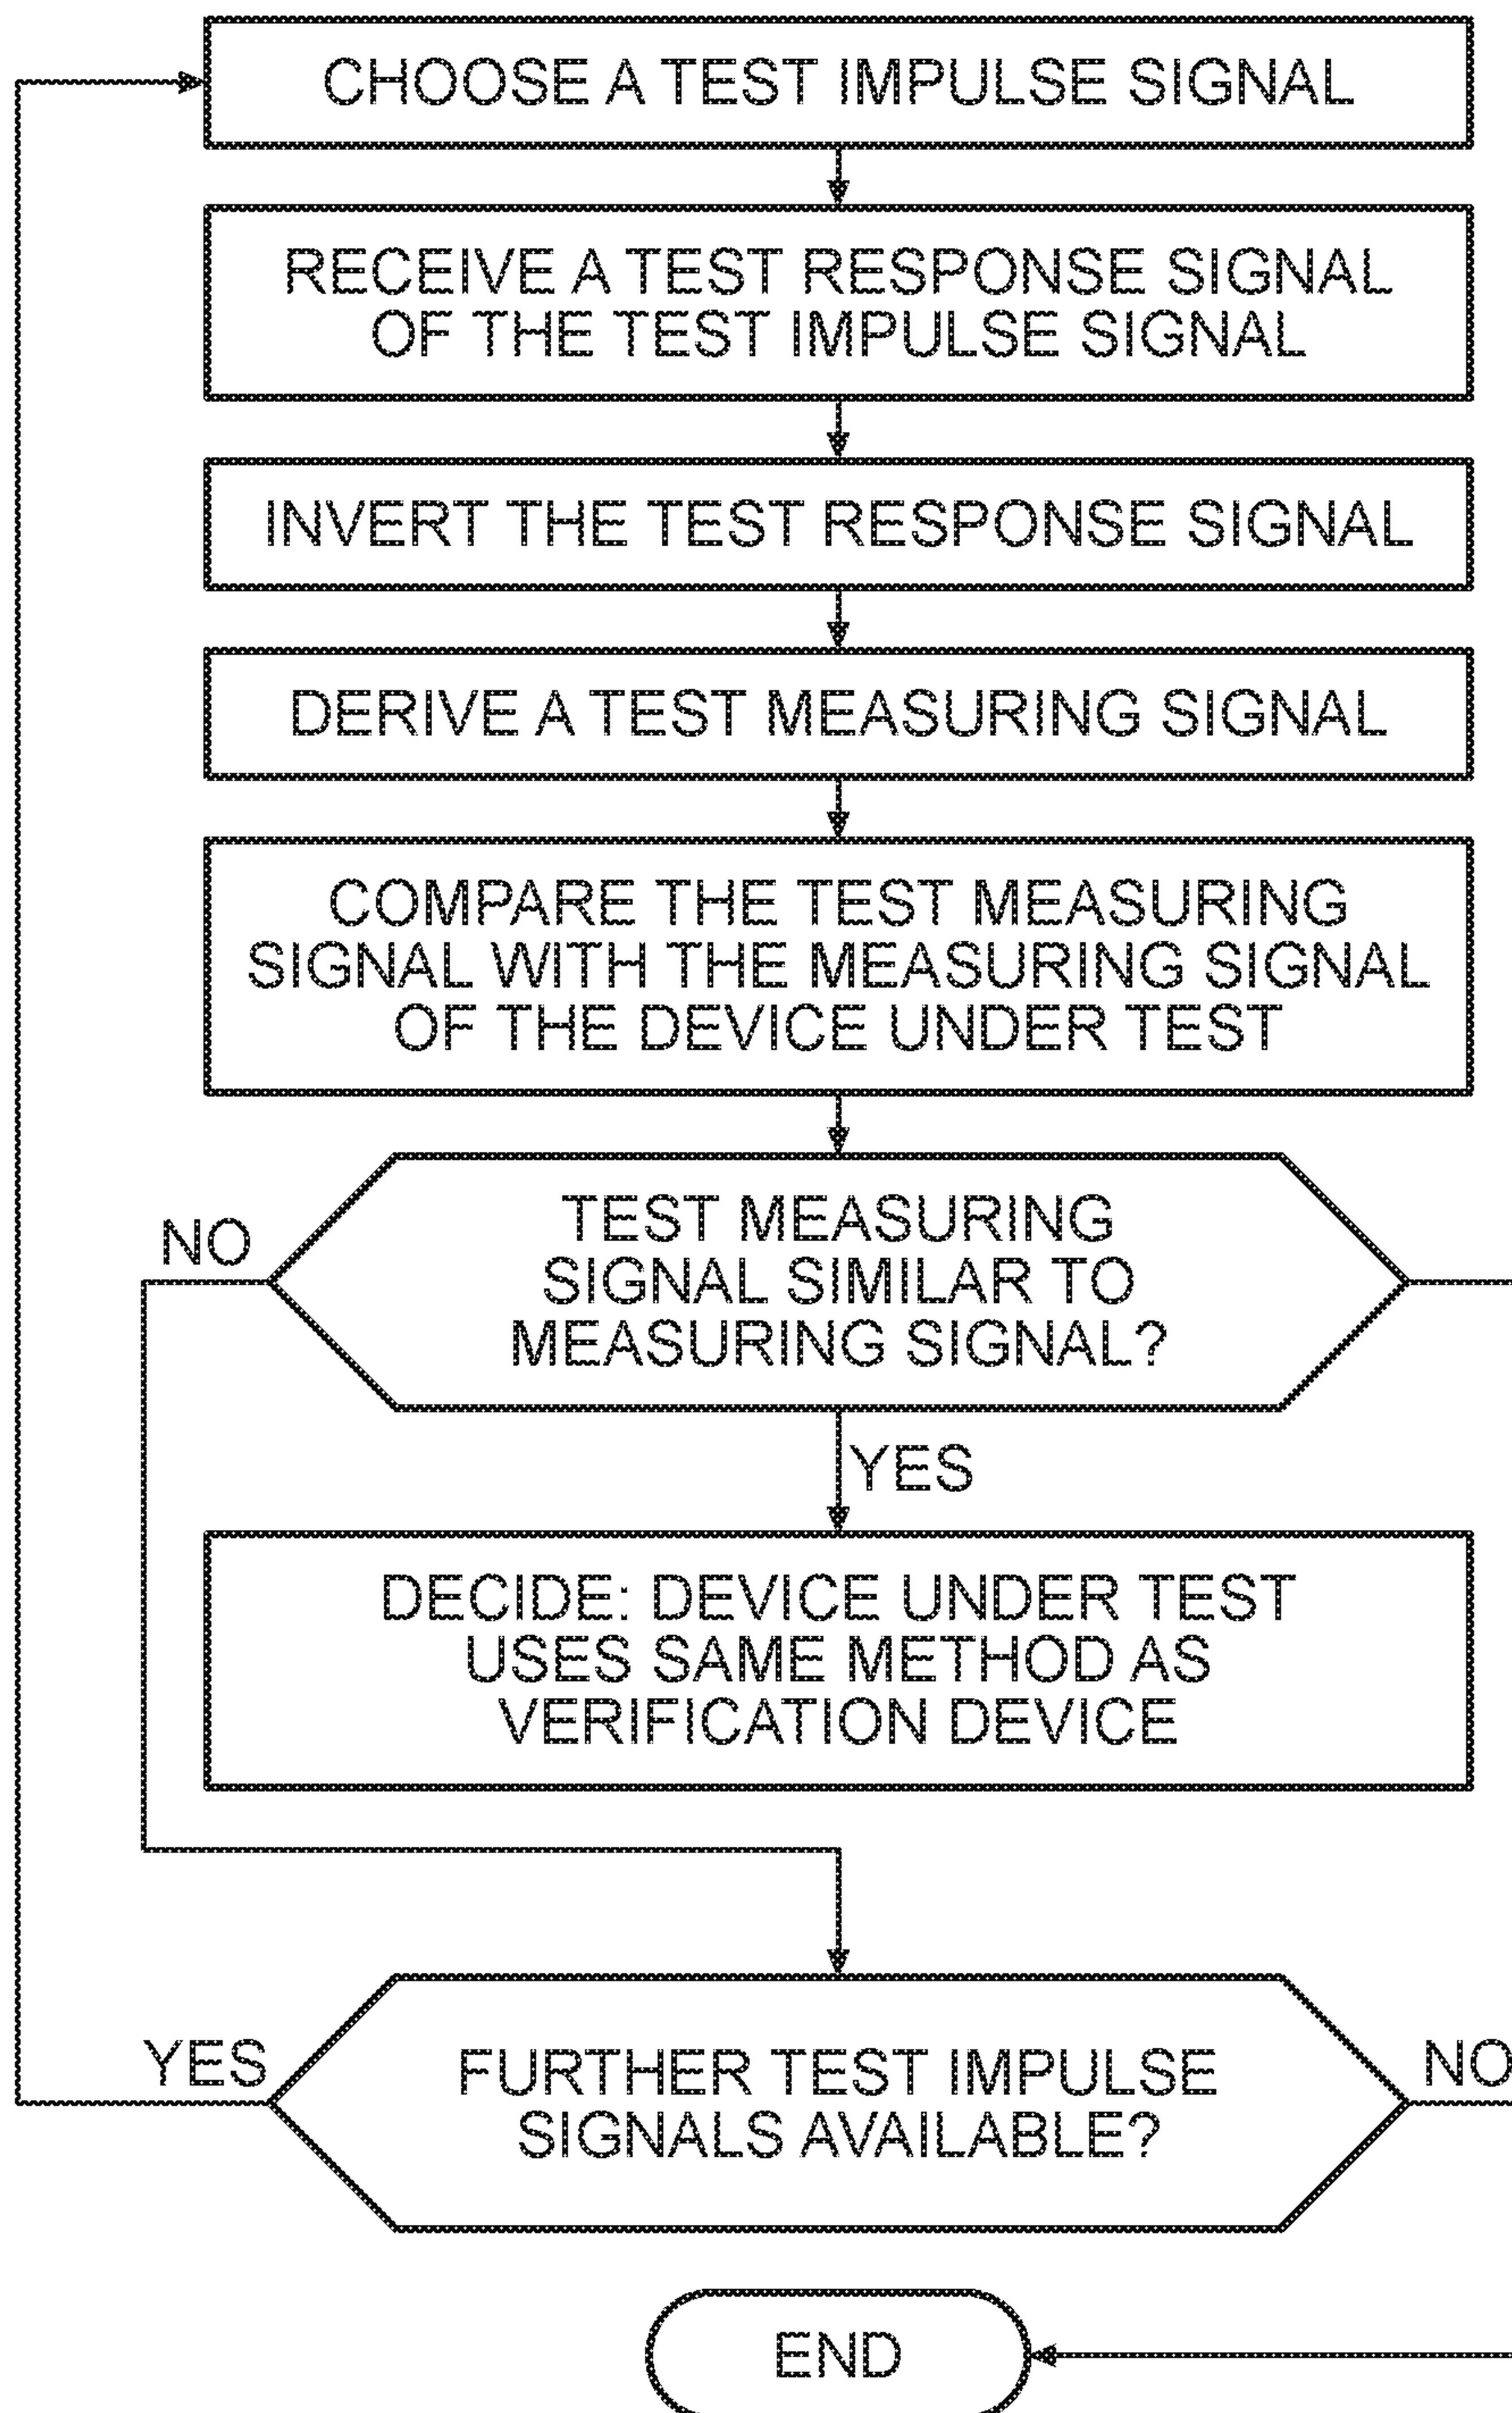 CHOOSE A TEST IMPULSE SIGNAL
RECEIVE A TEST RESPONSE SIGNAL
OF THE TEST IMPULSE SIGNAL
INVERT THE TEST RESPONSE SIGNAL
DERIVE A TEST MEASURING SIGNAL
COMPARE THE TEST MEASURING
SIGNAL WITH THE MEASURING SIGNAL
OF THE DEVICE UNDER TEST
NO
TEST MEASURING
SIGNAL SIMILAR TO
MEASURING SIGNAL?
YES
DECIDE: DEVICE UNDER TEST
USES SAME METHOD AS
VERIFICATION DEVICE
YES
FURTHER TEST IMPULSE
SIGNALS AVAILABLE?
NO
END